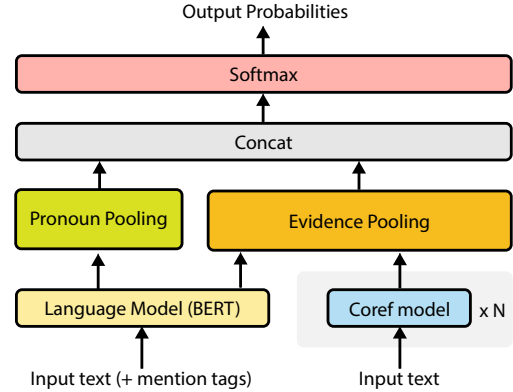 Output Probabilities
Softmax
Concat
Pronoun Pooling
Evidence Pooling
Language Model (BERT)
Coref model
x N
Input text (+ mention tags)
Input text